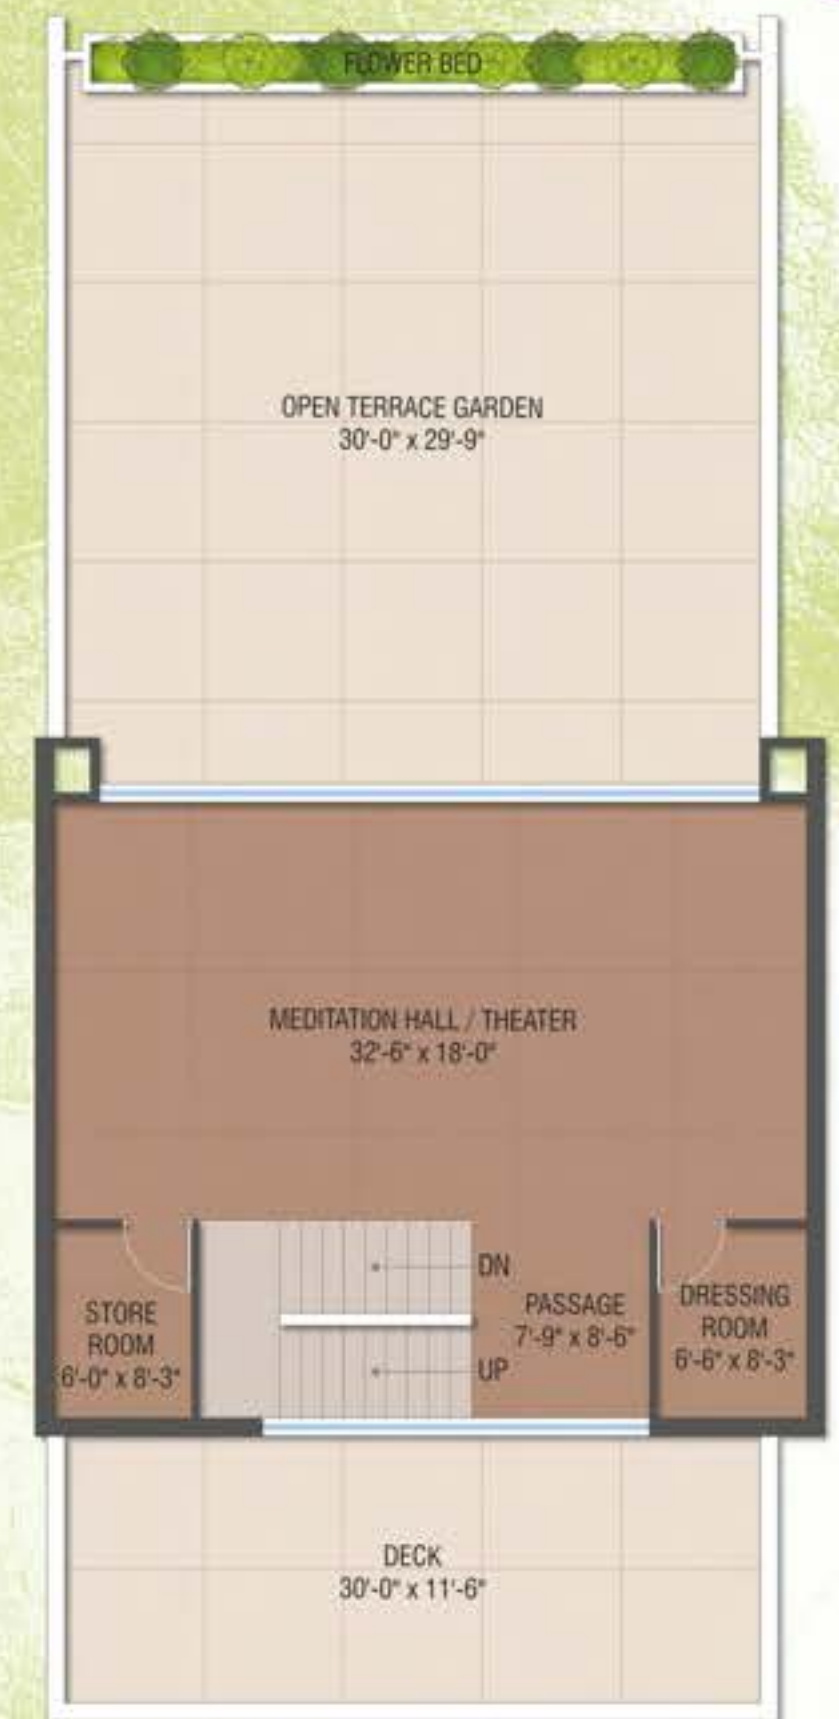 FLOWER BED
OPEN TERRACE GARDEN
30'-0" x 29'-9"
MEDITATION HALL / THEATER
32'-6" x 18'-0"
DN
UP
PASSAGE
7'-9" x 8'-6"
STORE
ROOM
6'-0" x 8'-3"
DRESSING
ROOM
6'-6" x 8'-3"
DECK
30'-0" x 11'-6"